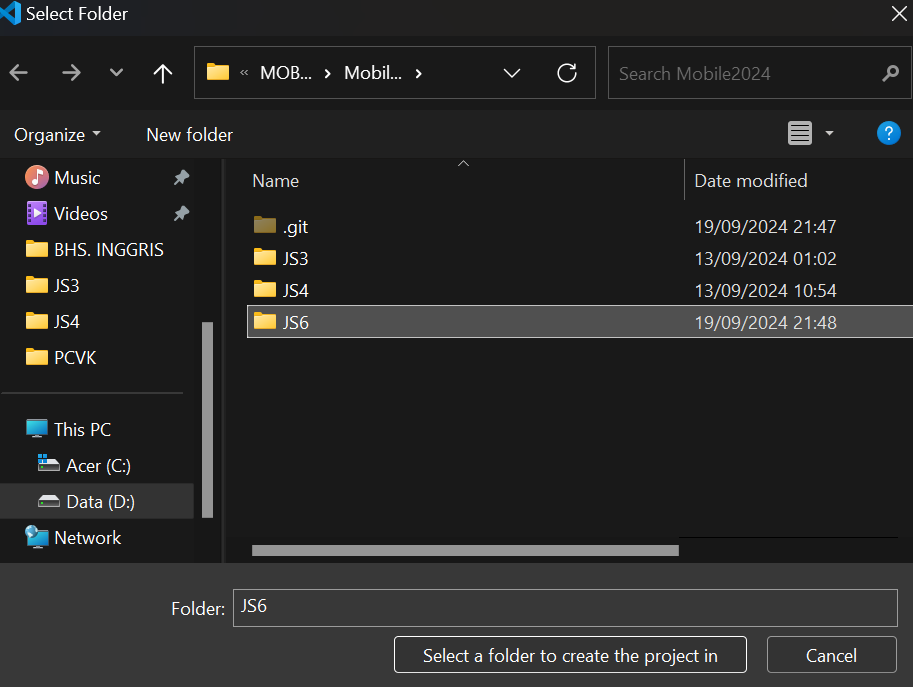 Select Folder
« MOB... › Mobil... ›
Search Mobile2024
Organize
New folder
?
Music
Videos
BHS. INGGRIS
JS3
JS4
PCVK
This PC
Acer (C:)
Data (D:)
Network
Name Date modified
.git 19/09/2024 21:47
JS3 13/09/2024 01:02
JS4 13/09/2024 10:54
JS6 19/09/2024 21:48
Folder: JS6
Select a folder to create the project in
Cancel